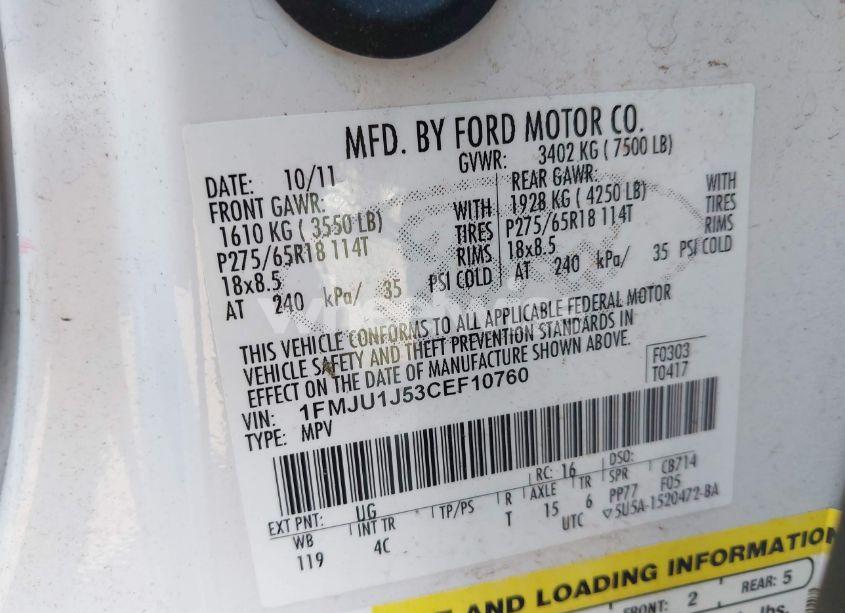 MFD. BY FORD MOTOR CO.
DATE: 10/11 GVWR: 3402 KG ( 7500 LB)
FRONT GAWR: REAR GAWR:
1610 KG ( 3550 LB) WITH 1928 KG ( 4250 LB) WITH
P275/65R18 114T TIRES P275/65R18 114T TIRES
18x8.5 RIMS 18x8.5 RIMS
AT 240 kPa/ 35 PSI COLD AT 240 kPa/ 35 PSI COLD
THIS VEHICLE CONFORMS TO ALL APPLICABLE FEDERAL MOTOR
VEHICLE SAFETY AND THEFT PREVENTION STANDARDS IN
EFFECT ON THE DATE OF MANUFACTURE SHOWN ABOVE.
VIN: 1FMJU1J53CEF10760 F0303
TYPE: MPV T0417
EXT PNT: UG RC: 16 DSO: CB714
WB INT TR TP/PS R AXLE TR SPR F05
119 4C T 15 6 PP77
UTC ▽5U5A-1520472-BA
AND LOADING INFORMATION
FRONT: 2 REAR: 5
lbs.